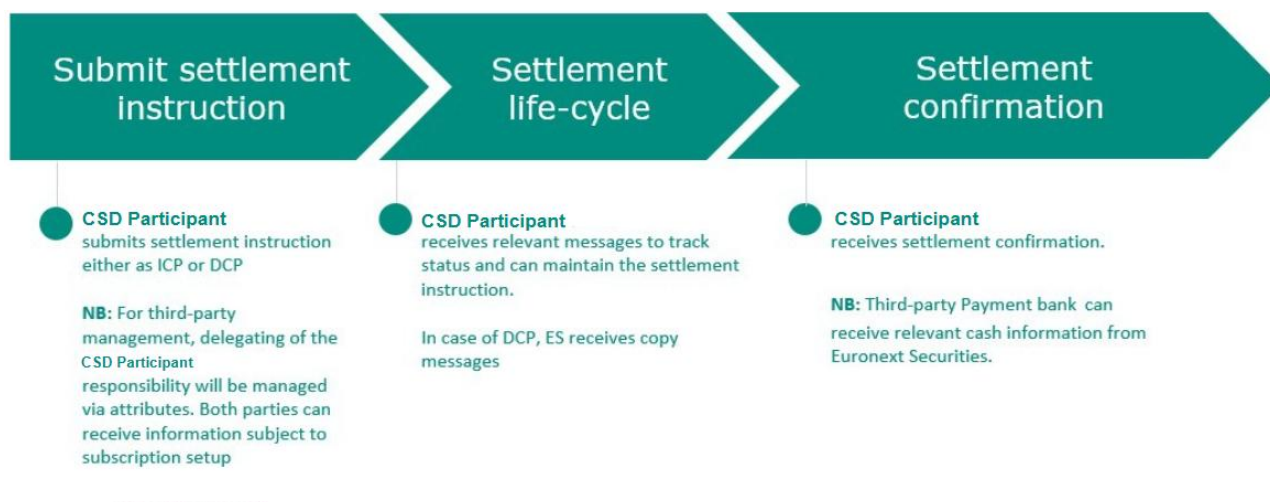 Submit settlement
instruction
Settlement
life-cycle
Settlement
confirmation
CSD Participant
submits settlement instruction
either as ICP or DCP
NB: For third-party
management, delegating of the
CSD Participant
responsibility will be managed
via attributes. Both parties can
receive information subject to
subscription setup
CSD Participant
receives relevant messages to track
status and can maintain the settlement
instruction.
In case of DCP, ES receives copy
messages
CSD Participant
receives settlement confirmation.
NB: Third-party Payment bank can
receive relevant cash information from
Euronext Securities.